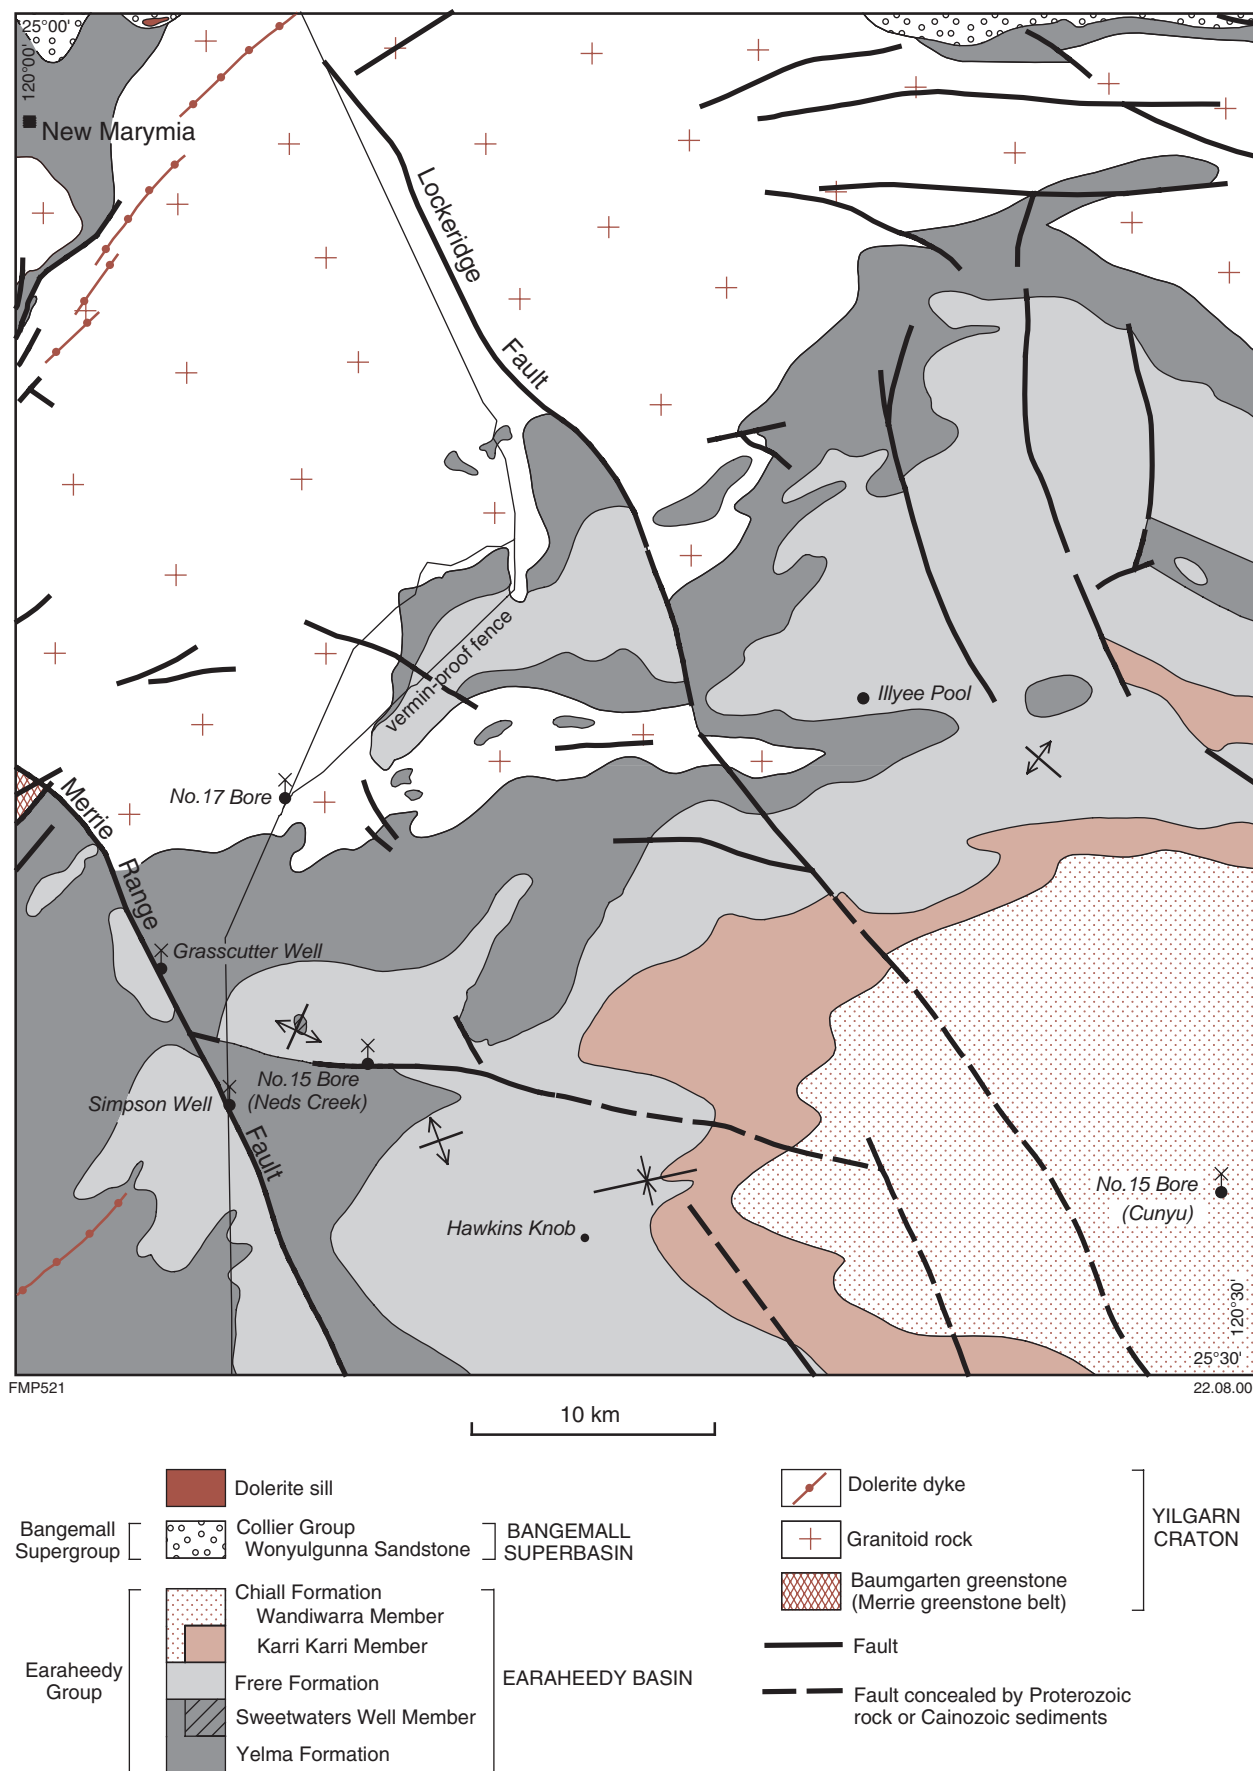 25°00'
120°00'
New Marymia
Lockeridge
Fault
vermin-proof fence
Illyee Pool
No.17 Bore
Merrie
Range
Fault
Grasscutter Well
No.15 Bore
(Neds Creek)
Simpson Well
Hawkins Knob
No.15 Bore
(Cunyu)
120°30'
25°30'
FMP521
22.08.00
10 km
Dolerite sill
Bangemall
Supergroup
Collier Group
Wonyulgunna Sandstone
BANGEMALL
SUPERBASIN
Earaheedy
Group
Chiall Formation
Wandiwarra Member
Karri Karri Member
Frere Formation
Sweetwaters Well Member
Yelma Formation
EARAHEEDY BASIN
Dolerite dyke
Granitoid rock
Baumgarten greenstone
(Merrie greenstone belt)
YILGARN
CRATON
Fault
Fault concealed by Proterozoic
rock or Cainozoic sediments